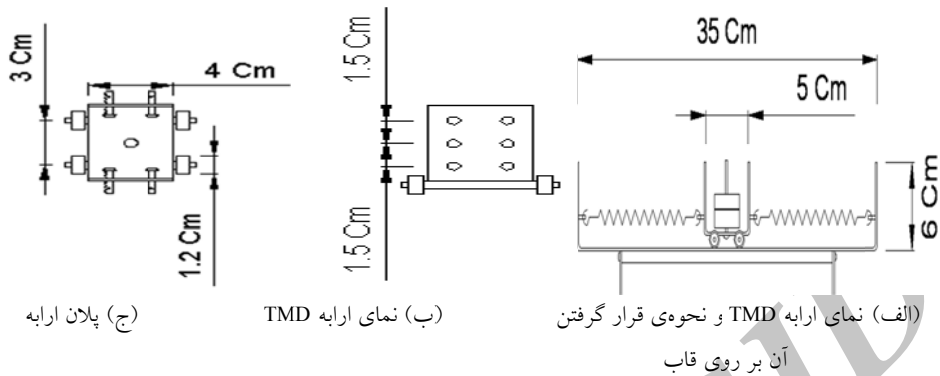 35 Cm
5 Cm
6 Cm
1.5 Cm
1.5 Cm
3 Cm
4 Cm
1.2 Cm
(الف) نمای ارابه TMD و نحوه‌ی قرار گرفتن
آن بر روی قاب
(ب) نمای ارابه TMD
(ج) پلان ارابه